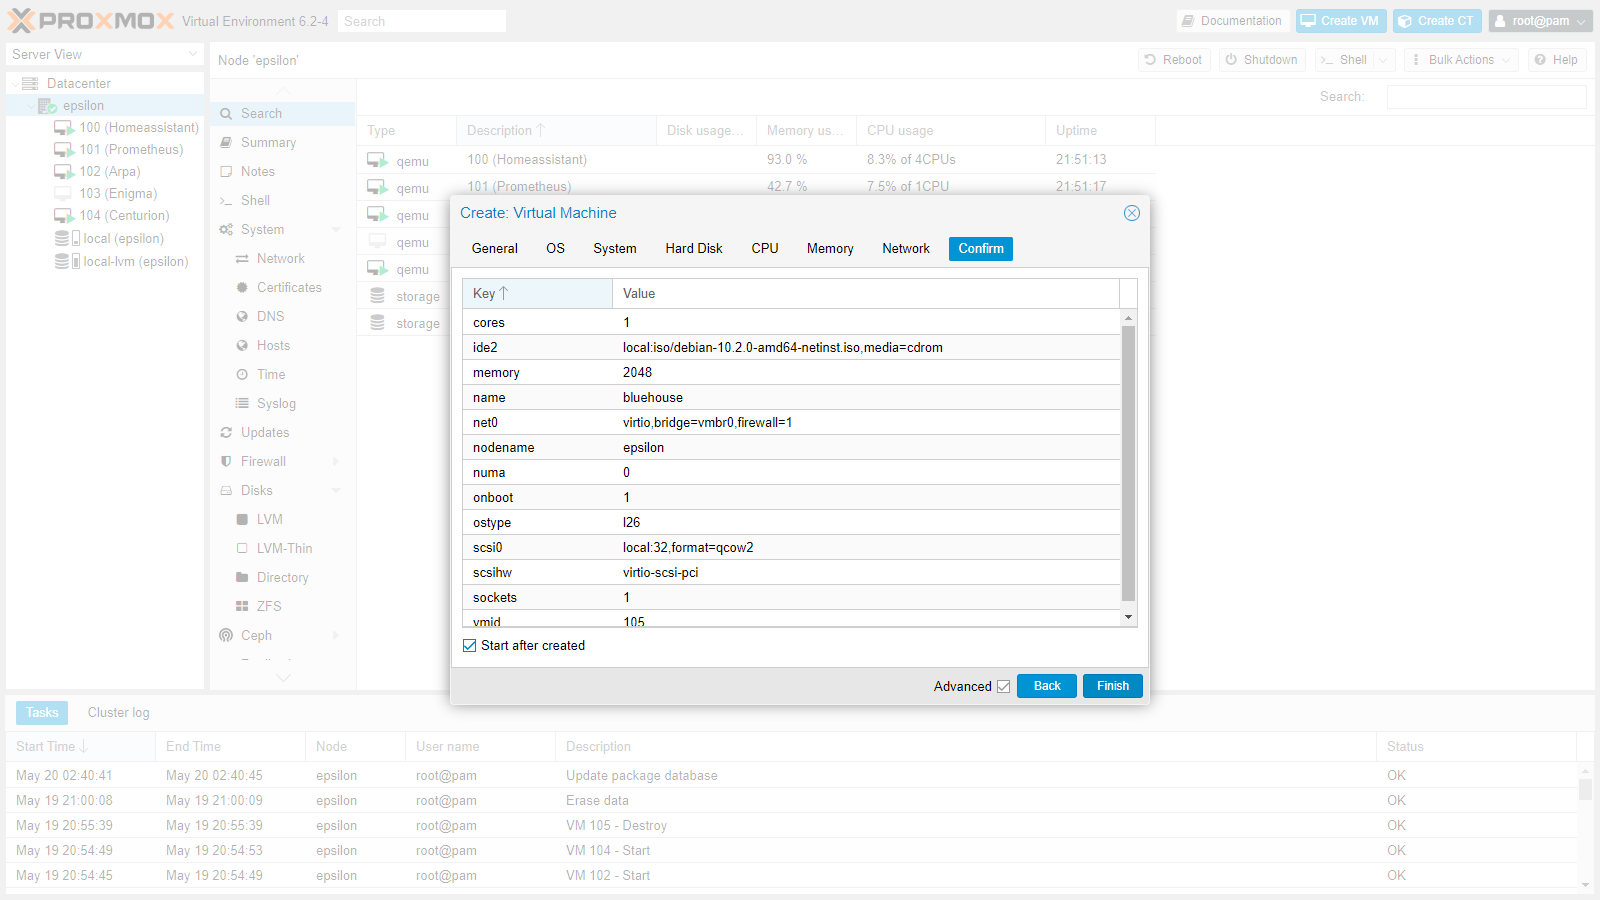 PROXMOX Virtual Environment 6.2-4 Search Documentation Create VM Create CT root@pam
Server View
Datacenter
epsilon
100 (Homeassistant)
101 (Prometheus)
102 (Arpa)
103 (Enigma)
104 (Centurion)
local (epsilon)
local-lvm (epsilon)
Node 'epsilon' Reboot Shutdown >_ Shell Bulk Actions Help
Search
Summary
Notes
>_ Shell
System
Network
Certificates
DNS
Hosts
Time
Syslog
Updates
Firewall
Disks
LVM
LVM-Thin
Directory
ZFS
Ceph
Search:
Type Description Disk usage... Memory us... CPU usage Uptime
qemu 100 (Homeassistant) 93.0 % 8.3% of 4CPUs 21:51:13
qemu 101 (Prometheus) 42.7 % 7.5% of 1CPU 21:51:17
qemu
qemu
qemu
storage
storage
Create: Virtual Machine
General OS System Hard Disk CPU Memory Network Confirm
Key Value
cores 1
ide2 local:iso/debian-10.2.0-amd64-netinst.iso,media=cdrom
memory 2048
name bluehouse
net0 virtio,bridge=vmbr0,firewall=1
nodename epsilon
numa 0
onboot 1
ostype l26
scsi0 local:32,format=qcow2
scsihw virtio-scsi-pci
sockets 1
vmid 105
Start after created
Advanced Back Finish
Tasks Cluster log
Start Time End Time Node User name Description Status
May 20 02:40:41 May 20 02:40:45 epsilon root@pam Update package database OK
May 19 21:00:08 May 19 21:00:09 epsilon root@pam Erase data OK
May 19 20:55:39 May 19 20:55:39 epsilon root@pam VM 105 - Destroy OK
May 19 20:54:49 May 19 20:54:53 epsilon root@pam VM 104 - Start OK
May 19 20:54:45 May 19 20:54:49 epsilon root@pam VM 102 - Start OK